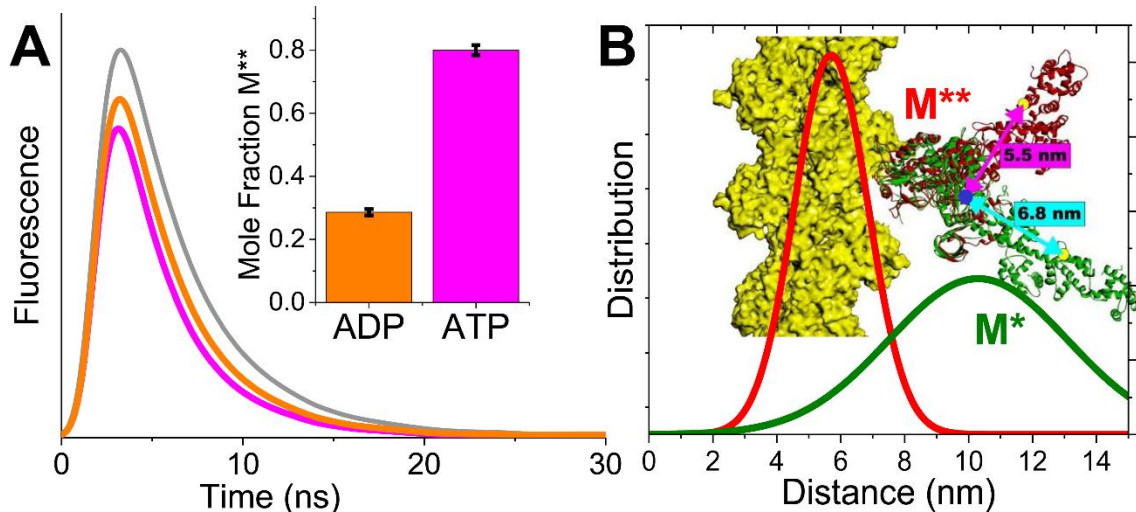 A
Fluorescence
Mole Fraction M**
0.8
0.6
0.4
0.2
0.0
ADP
ATP
0
10
20
30
Time (ns)
B
Distribution
M**
5.5 nm
6.8 nm
M*
0
2
4
6
8
10
12
14
Distance (nm)